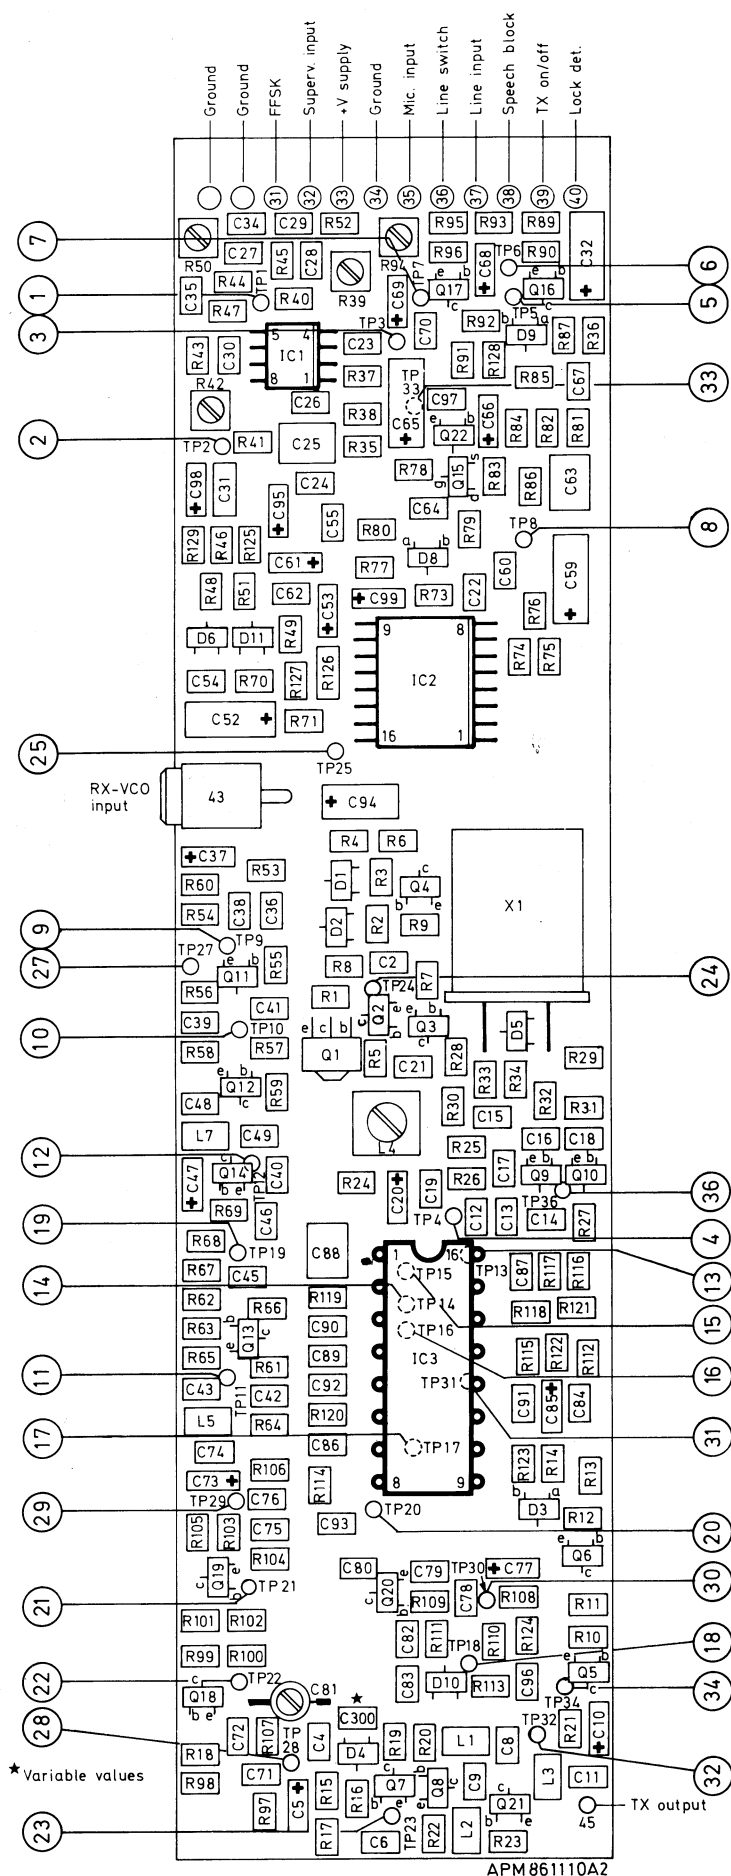 Ground
Ground
FFSK
Superv. input
+V supply
Ground
Mic. input
Line switch
Line input
Speech block
TX on/off
Lock det.
31 32 33 34 35 36 37 38 39 40
C34 C29 R52 R95 R93 R89
7
R50 C27 R45 C28 R94 R96 C68 TP6 R90 C32
6
R44 TP1 R39 TP7 e b Q17 c e b Q16 c
1
C35 R47 R40 C69 TP5
5
3
TP3 C70 R92 b a D9 R87 R36
5 4 IC1 8 1
R43 C30 C23 R91 R128
R42 R37 TP 33 R85 C67
33
C26 C97
R38 C65 C66 R84 R82 R81
2
TP2 R41 C25 R35 Q22
R78 Q15 s g d R83 R86 C63
C98 C31 C24
C95 C55 C64 R79
R129 R46 R125 R80 a b D8 TP8
8
C61 R77 C60 C59
R48 R51 C62 C53 C99 R73 C22 R76
D6 D11 R49 9 8 R74 R75
C54 R70 R127 R126 IC2
C52 R71 16 1
25
TP25
RX-VCO
input
43
C94
R4 R6
C37 R53 D1 R3 c Q4 b e X1
R60
R54 C38 C36 D2 R2 R9
9
TP9
27
TP27 e b Q11 R55 R8 C2 R7
24
R56 TP24
C41 R1 c Q2 e b e b Q3 c D5
10
C39 TP10
R58 R57 e c b Q1 R5 C21 R28 R29
e b Q12 c R59 R33 R34
C48 R30 C15 R32 R31
L7 C49 L4 R25 C16 C18
12
C47 c Q14 b e TP12 C40 R24 C20 C19 R26 C17 e b Q9 e b Q10
36
TP36
19
R69 C46 TP4 C12 C13 C14 R27
4
R68 TP19 C88
R67 C45 1 16 TP13 C87 R117 R116
13
14
R62 R119 TP15
R66 TP14 R118 R121
15
R63 b Q13 c e C90 TP16
R65 R61 C89 IC3 R115 R122 R112
16
11
C43 TP11 C42 C92 TP31 C91 C85 C84
31
17
L5 R64 R120
C74 C86 TP17 R123 R14 R13
C73 R106 R114 8 9
29
TP29 C76 b a D3
C93 TP20 R12
20
R105 R103 C75 e b Q6 c
R104
c Q19 e b C80 e c Q20 b C79 TP30 C77
30
21
TP21 R109 C78 R108 R11
R101 R102 C82 R111 R110 R124 R10
R99 R100 TP18
18
22
c Q18 b e TP22 C83 D10 R113 C96 e b Q5 c
34
C81 TP34
28
C300 TP32 R21 C10
R18 C72 R107 TP 28 C4 R19 R20 L1 C8
32
D4
★ Variable values
R98 C71 R15 R16 c Q7 b e e Q8 c b C9 L3 C11
R97 C5 c Q21 b e TX output
45
23
R17 C6 TP23 R22 L2 R23
APM861110A2